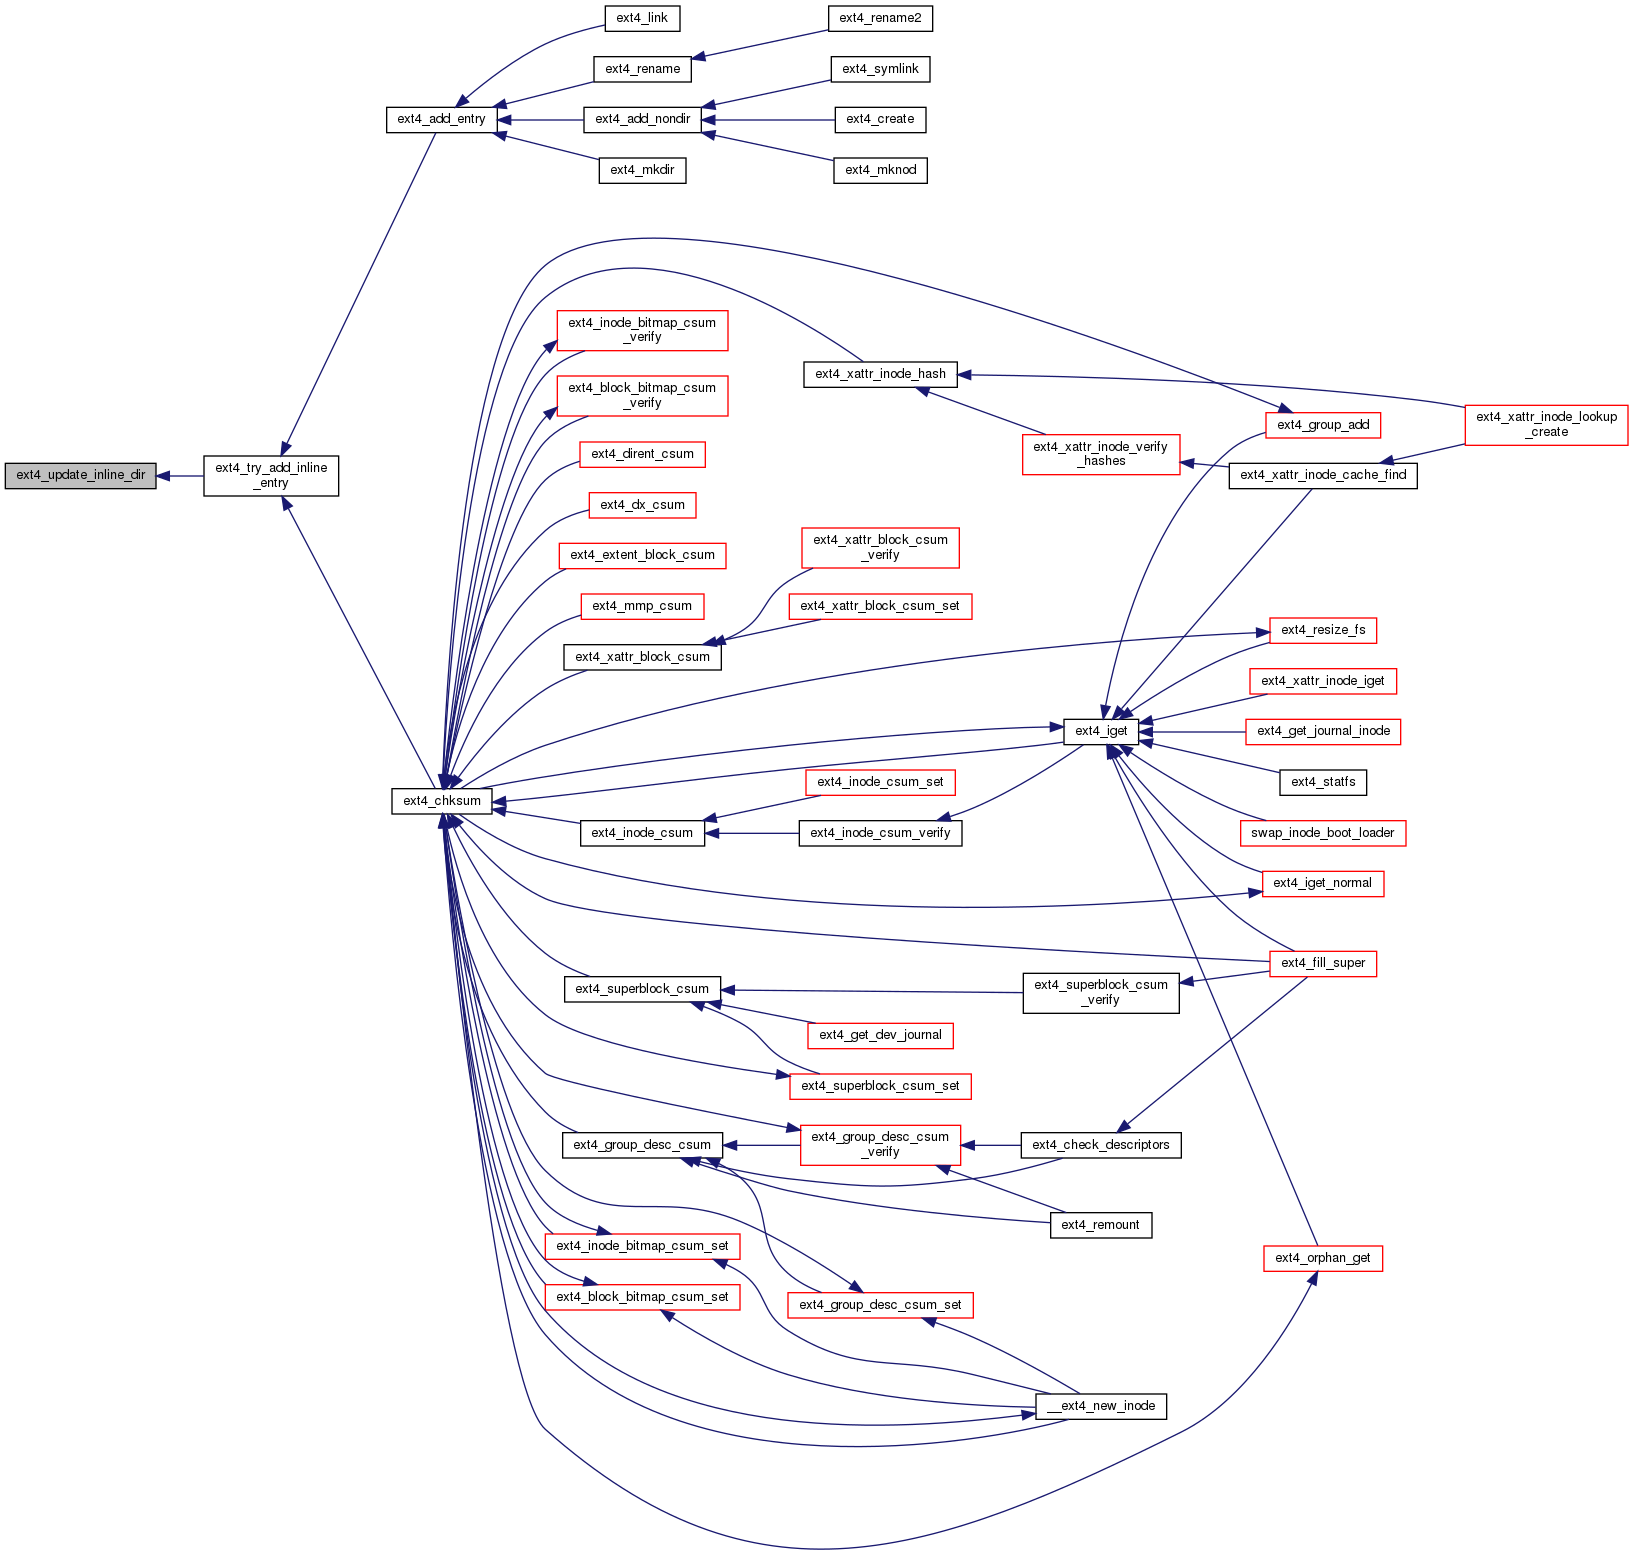 ext4_link
ext4_rename2
ext4_rename
ext4_symlink
ext4_add_entry
ext4_add_nondir
ext4_create
ext4_mkdir
ext4_mknod
ext4_inode_bitmap_csum
_verify
ext4_xattr_inode_hash
ext4_block_bitmap_csum
_verify
ext4_xattr_inode_lookup
_create
ext4_group_add
ext4_dirent_csum
ext4_xattr_inode_verify
_hashes
ext4_update_inline_dir
ext4_try_add_inline
_entry
ext4_xattr_inode_cache_find
ext4_dx_csum
ext4_xattr_block_csum
_verify
ext4_extent_block_csum
ext4_mmp_csum
ext4_xattr_block_csum_set
ext4_resize_fs
ext4_xattr_block_csum
ext4_xattr_inode_iget
ext4_iget
ext4_get_journal_inode
ext4_inode_csum_set
ext4_statfs
ext4_chksum
ext4_inode_csum
ext4_inode_csum_verify
swap_inode_boot_loader
ext4_iget_normal
ext4_fill_super
ext4_superblock_csum
ext4_superblock_csum
_verify
ext4_get_dev_journal
ext4_superblock_csum_set
ext4_group_desc_csum
ext4_group_desc_csum
_verify
ext4_check_descriptors
ext4_remount
ext4_inode_bitmap_csum_set
ext4_orphan_get
ext4_block_bitmap_csum_set
ext4_group_desc_csum_set
__ext4_new_inode